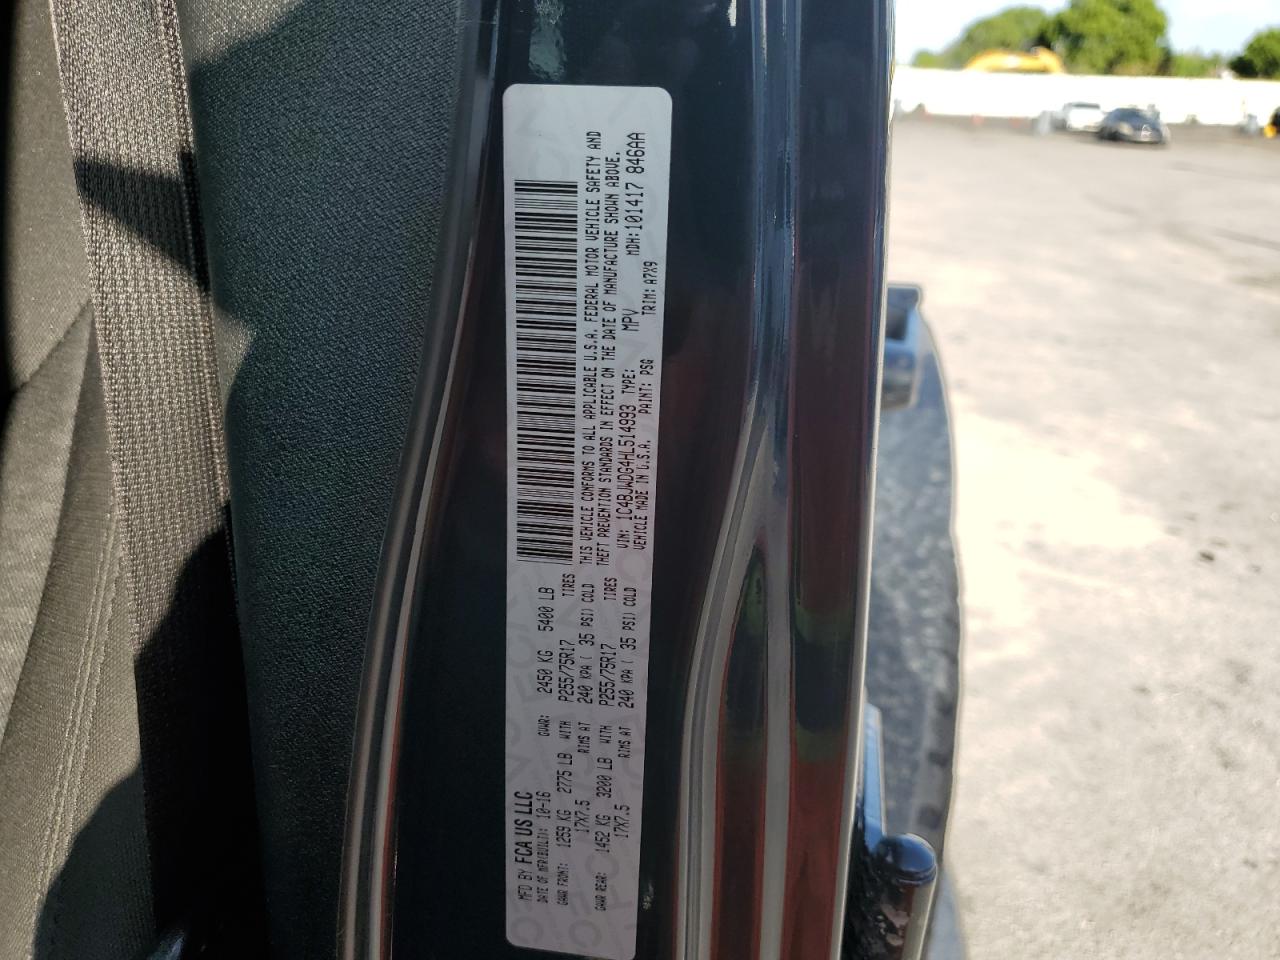 MFD BY FCA US LLC
DATE OF MFR(BUILD): 10-16 GVWR: 2450 KG 5400 LB
GAWR FRONT: 1259 KG 2775 LB WITH P255/75R17 TIRES
17X7.5 RIMS AT 240 KPA ( 35 PSI) COLD
GAWR REAR: 1452 KG 3200 LB WITH P255/75R17 TIRES
17X7.5 RIMS AT 240 KPA ( 35 PSI) COLD
THIS VEHICLE CONFORMS TO ALL APPLICABLE U.S.A. FEDERAL MOTOR VEHICLE SAFETY AND
THEFT PREVENTION STANDARDS IN EFFECT ON THE DATE OF MANUFACTURE SHOWN ABOVE.
VIN: 1C4BJWDG4HL514993 TYPE: MPV MDH:101417 846AA
VEHICLE MADE IN U.S.A. PAINT: PSG TRIM: A7X9